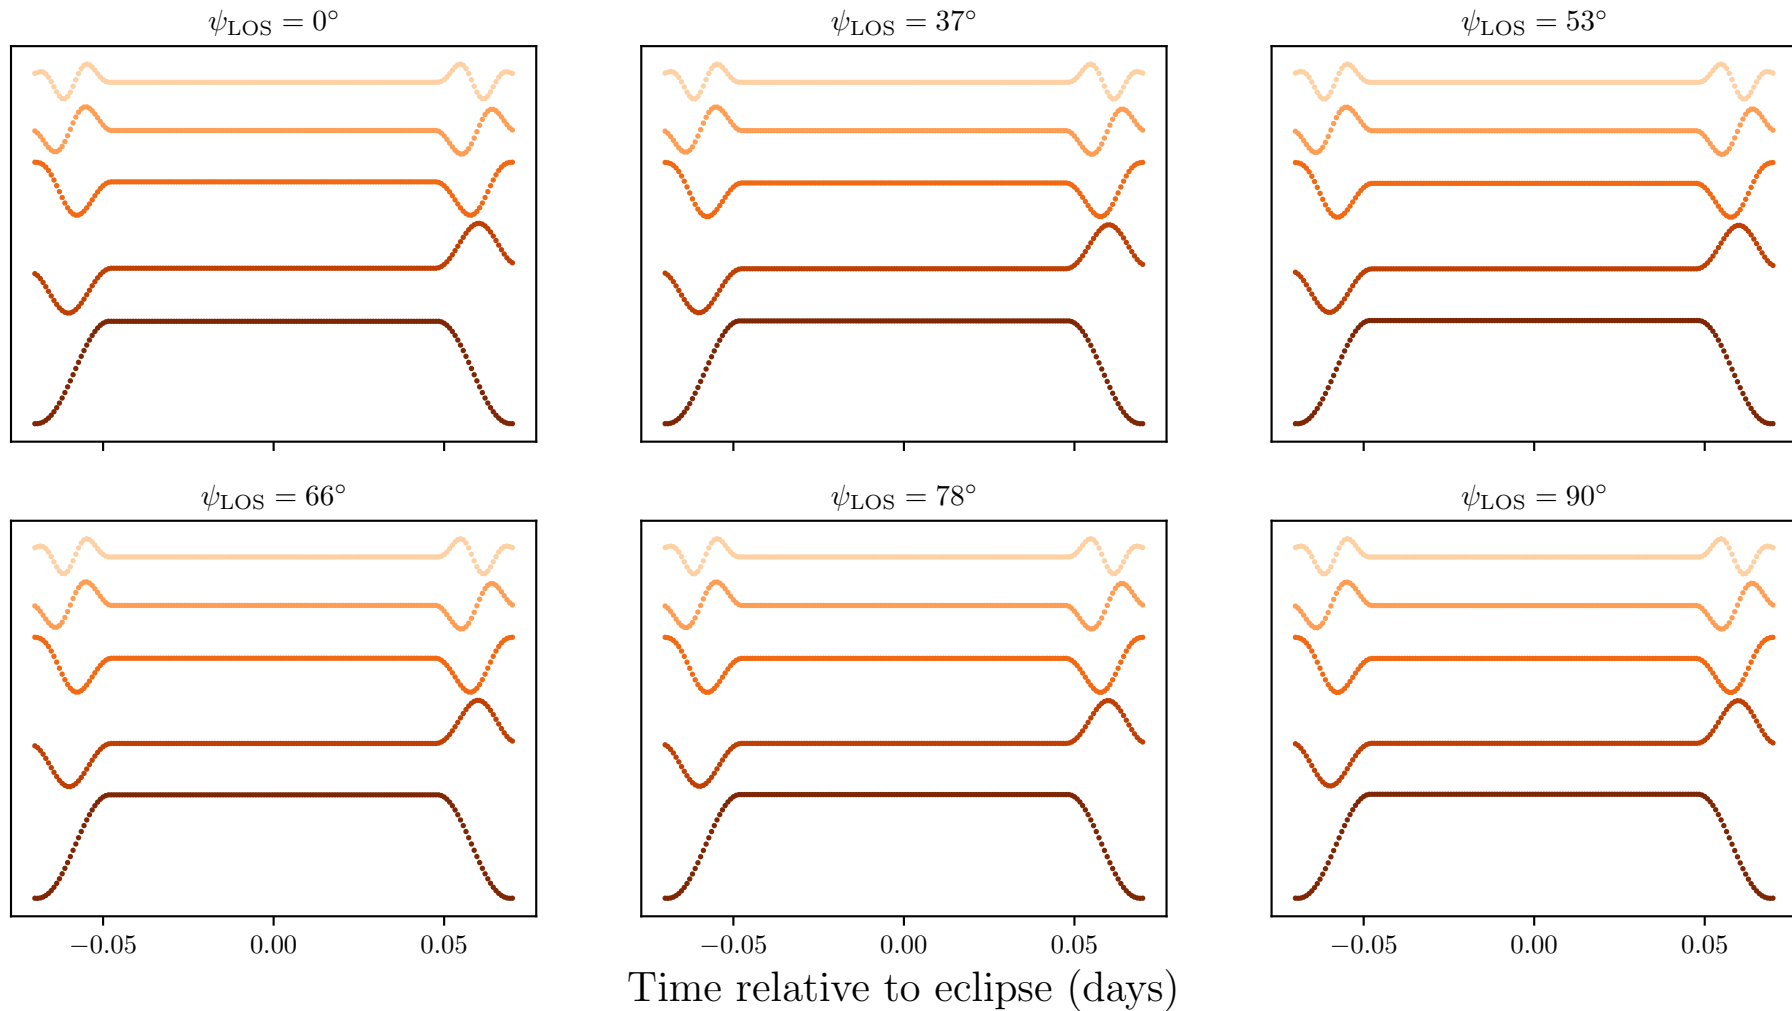 ψLOS = 0°
ψLOS = 37°
ψLOS = 53°
ψLOS = 66°
ψLOS = 78°
ψLOS = 90°
−0.05 0.00 0.05
−0.05 0.00 0.05
−0.05 0.00 0.05
Time relative to eclipse (days)